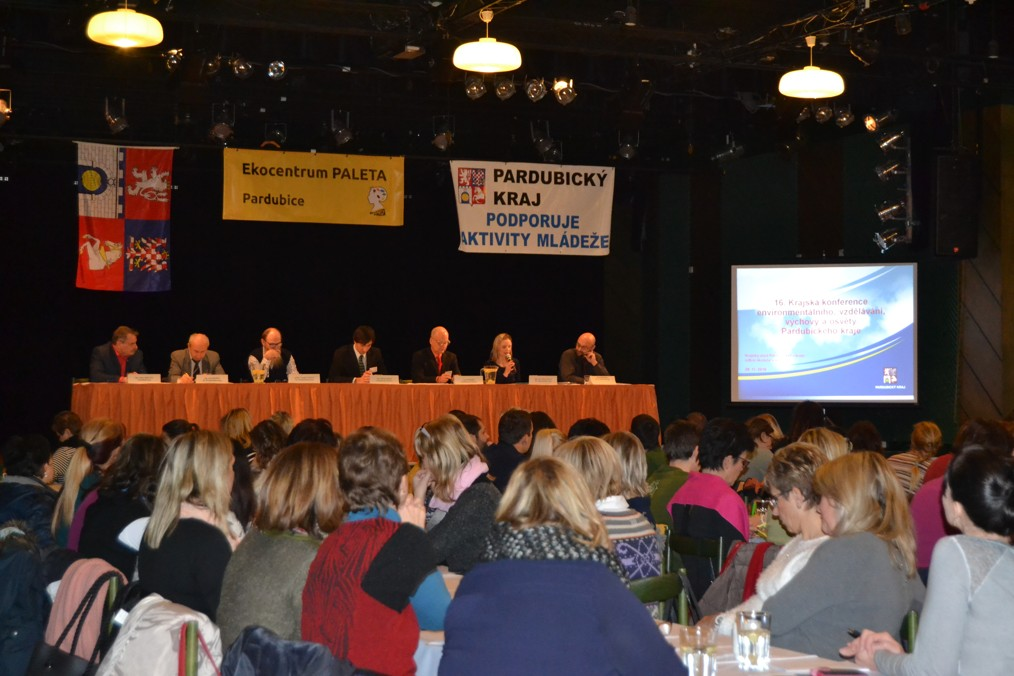 Ekocentrum PALETA
Pardubice
PARDUBICKÝ
KRAJ
PODPORUJE
AKTIVITY MLÁDEŽE
16. Krajská konference
environmentálního, vzdělávání,
výchovy a osvěty
Pardubického kraje